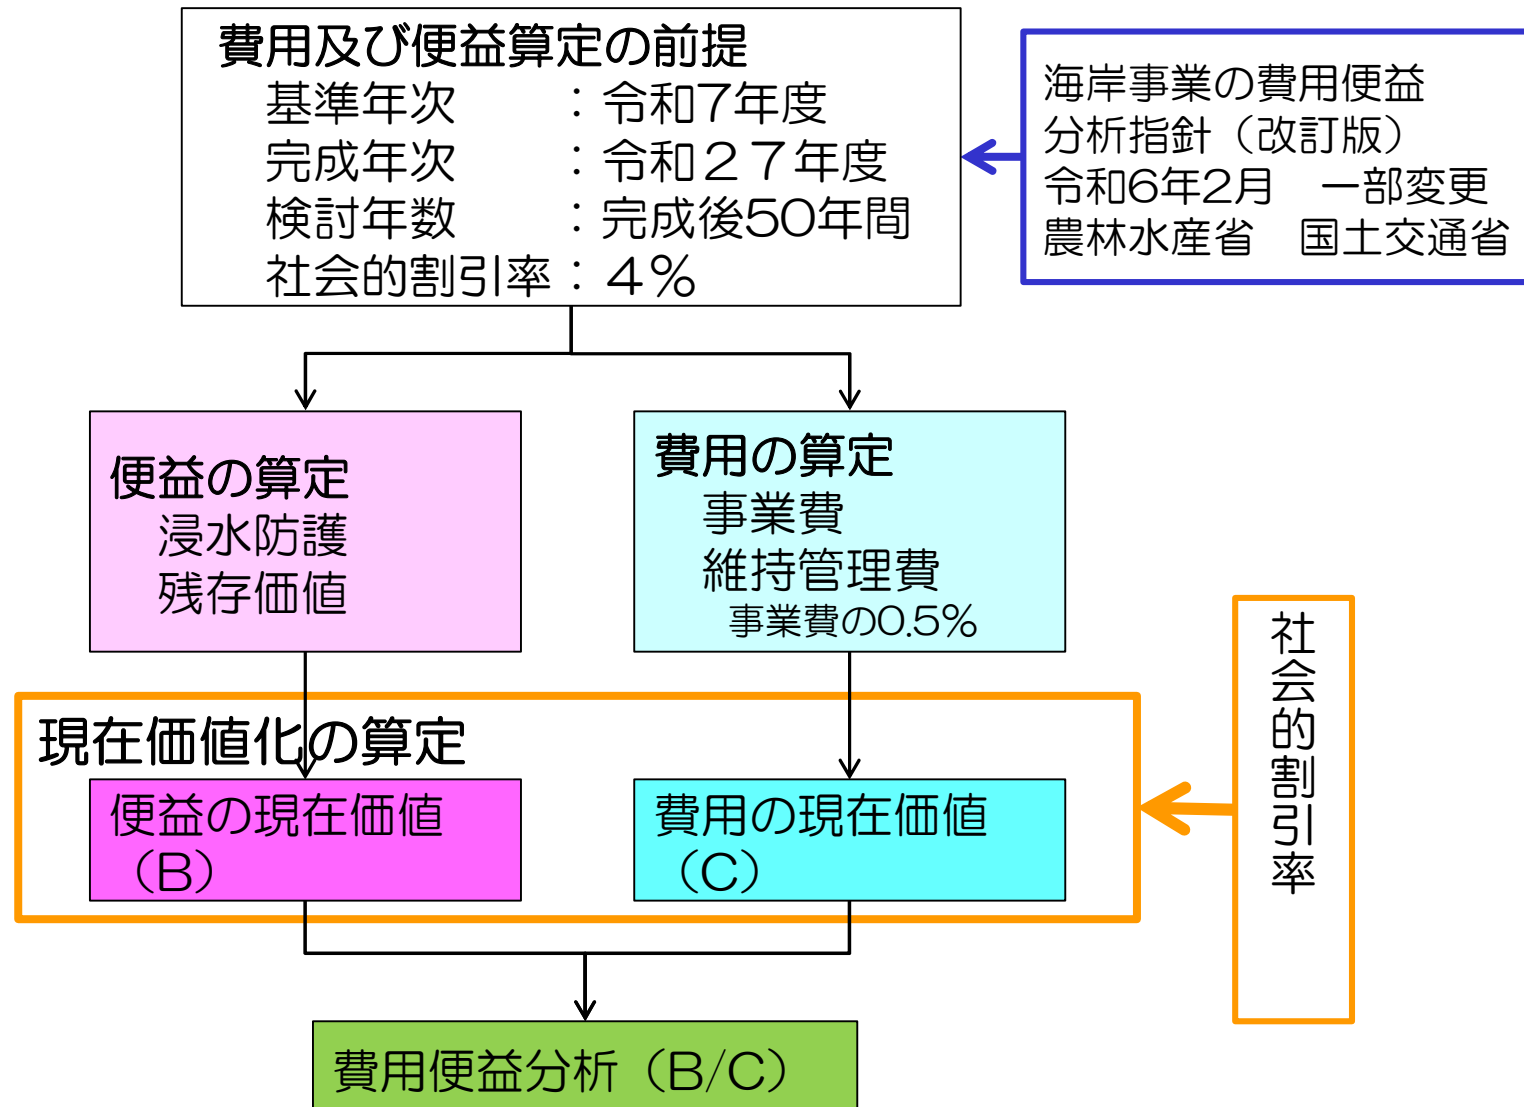 費用及び便益算定の前提
基準年次　　：令和7年度
完成年次　　：令和２７年度
検討年数　　：完成後50年間
社会的割引率：４％
海岸事業の費用便益
分析指針（改訂版）
令和6年2月　一部変更
農林水産省　国土交通省
便益の算定
浸水防護
残存価値
費用の算定
事業費
維持管理費
事業費の0.5%
現在価値化の算定
便益の現在価値
（B）
費用の現在価値
（C）
社会的割引率
費用便益分析（B/C）